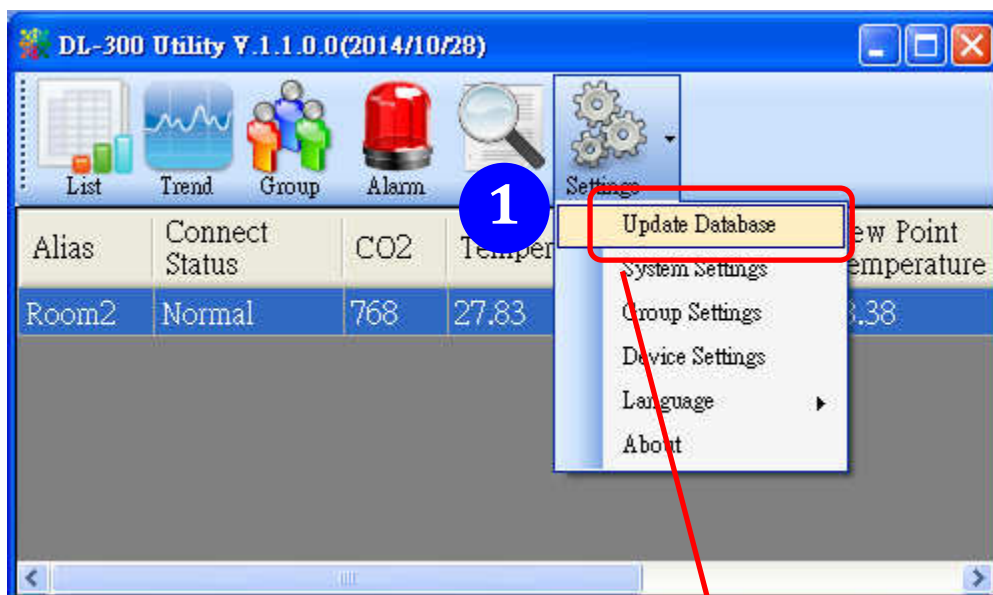 DL-300 Utility V.1.1.0.0(2014/10/28)
List Trend Group Alarm Settings
1
Update Database
System Settings
Group Settings
Device Settings
Language
About
Alias Connect Status CO2 Temper ew Point emperature
Room2 Normal 768 27.83 .38